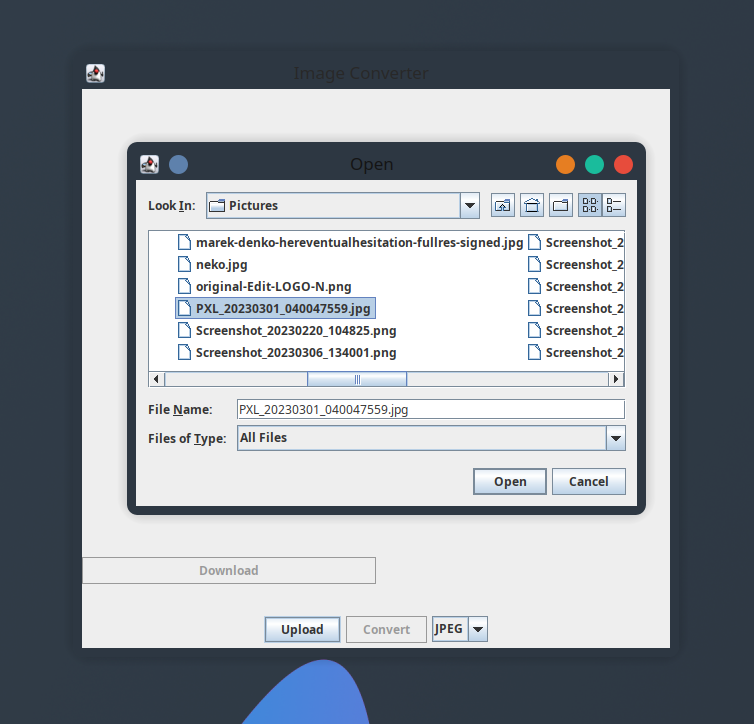 Image Converter
Open
Look In: Pictures
marek-denko-hereventualhesitation-fullres-signed.jpg
neko.jpg
original-Edit-LOGO-N.png
PXL_20230301_040047559.jpg
Screenshot_20230220_104825.png
Screenshot_20230306_134001.png
Screenshot_2
Screenshot_2
Screenshot_2
Screenshot_2
Screenshot_2
Screenshot_2
File Name: PXL_20230301_040047559.jpg
Files of Type: All Files
Open Cancel
Download
Upload Convert JPEG